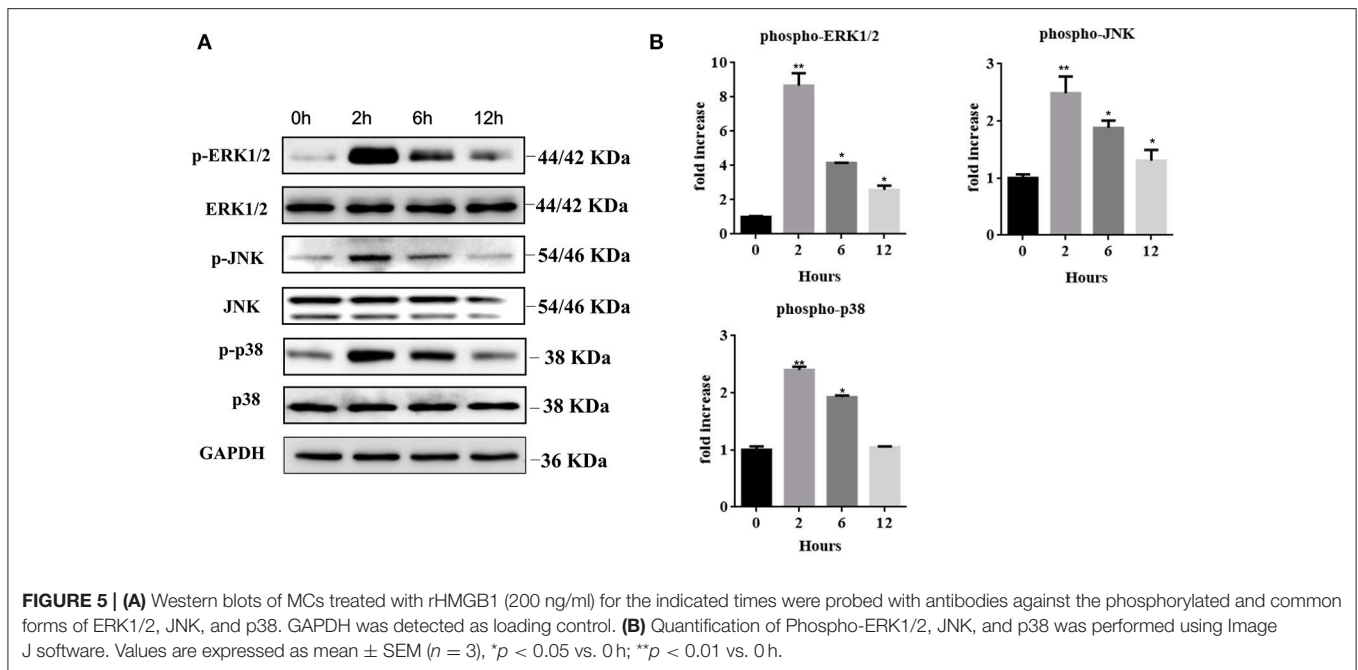 A
0h 2h 6h 12h
p-ERK1/2 44/42 KDa
ERK1/2 44/42 KDa
p-JNK 54/46 KDa
JNK 54/46 KDa
p-p38 38 KDa
p38 38 KDa
GAPDH 36 KDa
B
phospho-ERK1/2
fold increase
10
8
6
4
2
0
**
*
*
0 2 6 12
Hours
phospho-JNK
fold increase
3
2
1
0
**
*
*
0 2 6 12
Hours
phospho-p38
fold increase
3
2
1
0
**
*
0 2 6 12
Hours
FIGURE 5 | (A) Western blots of MCs treated with rHMGB1 (200 ng/ml) for the indicated times were probed with antibodies against the phosphorylated and common
forms of ERK1/2, JNK, and p38. GAPDH was detected as loading control. (B) Quantification of Phospho-ERK1/2, JNK, and p38 was performed using Image
J software. Values are expressed as mean ± SEM (n = 3), *p < 0.05 vs. 0 h; **p < 0.01 vs. 0 h.